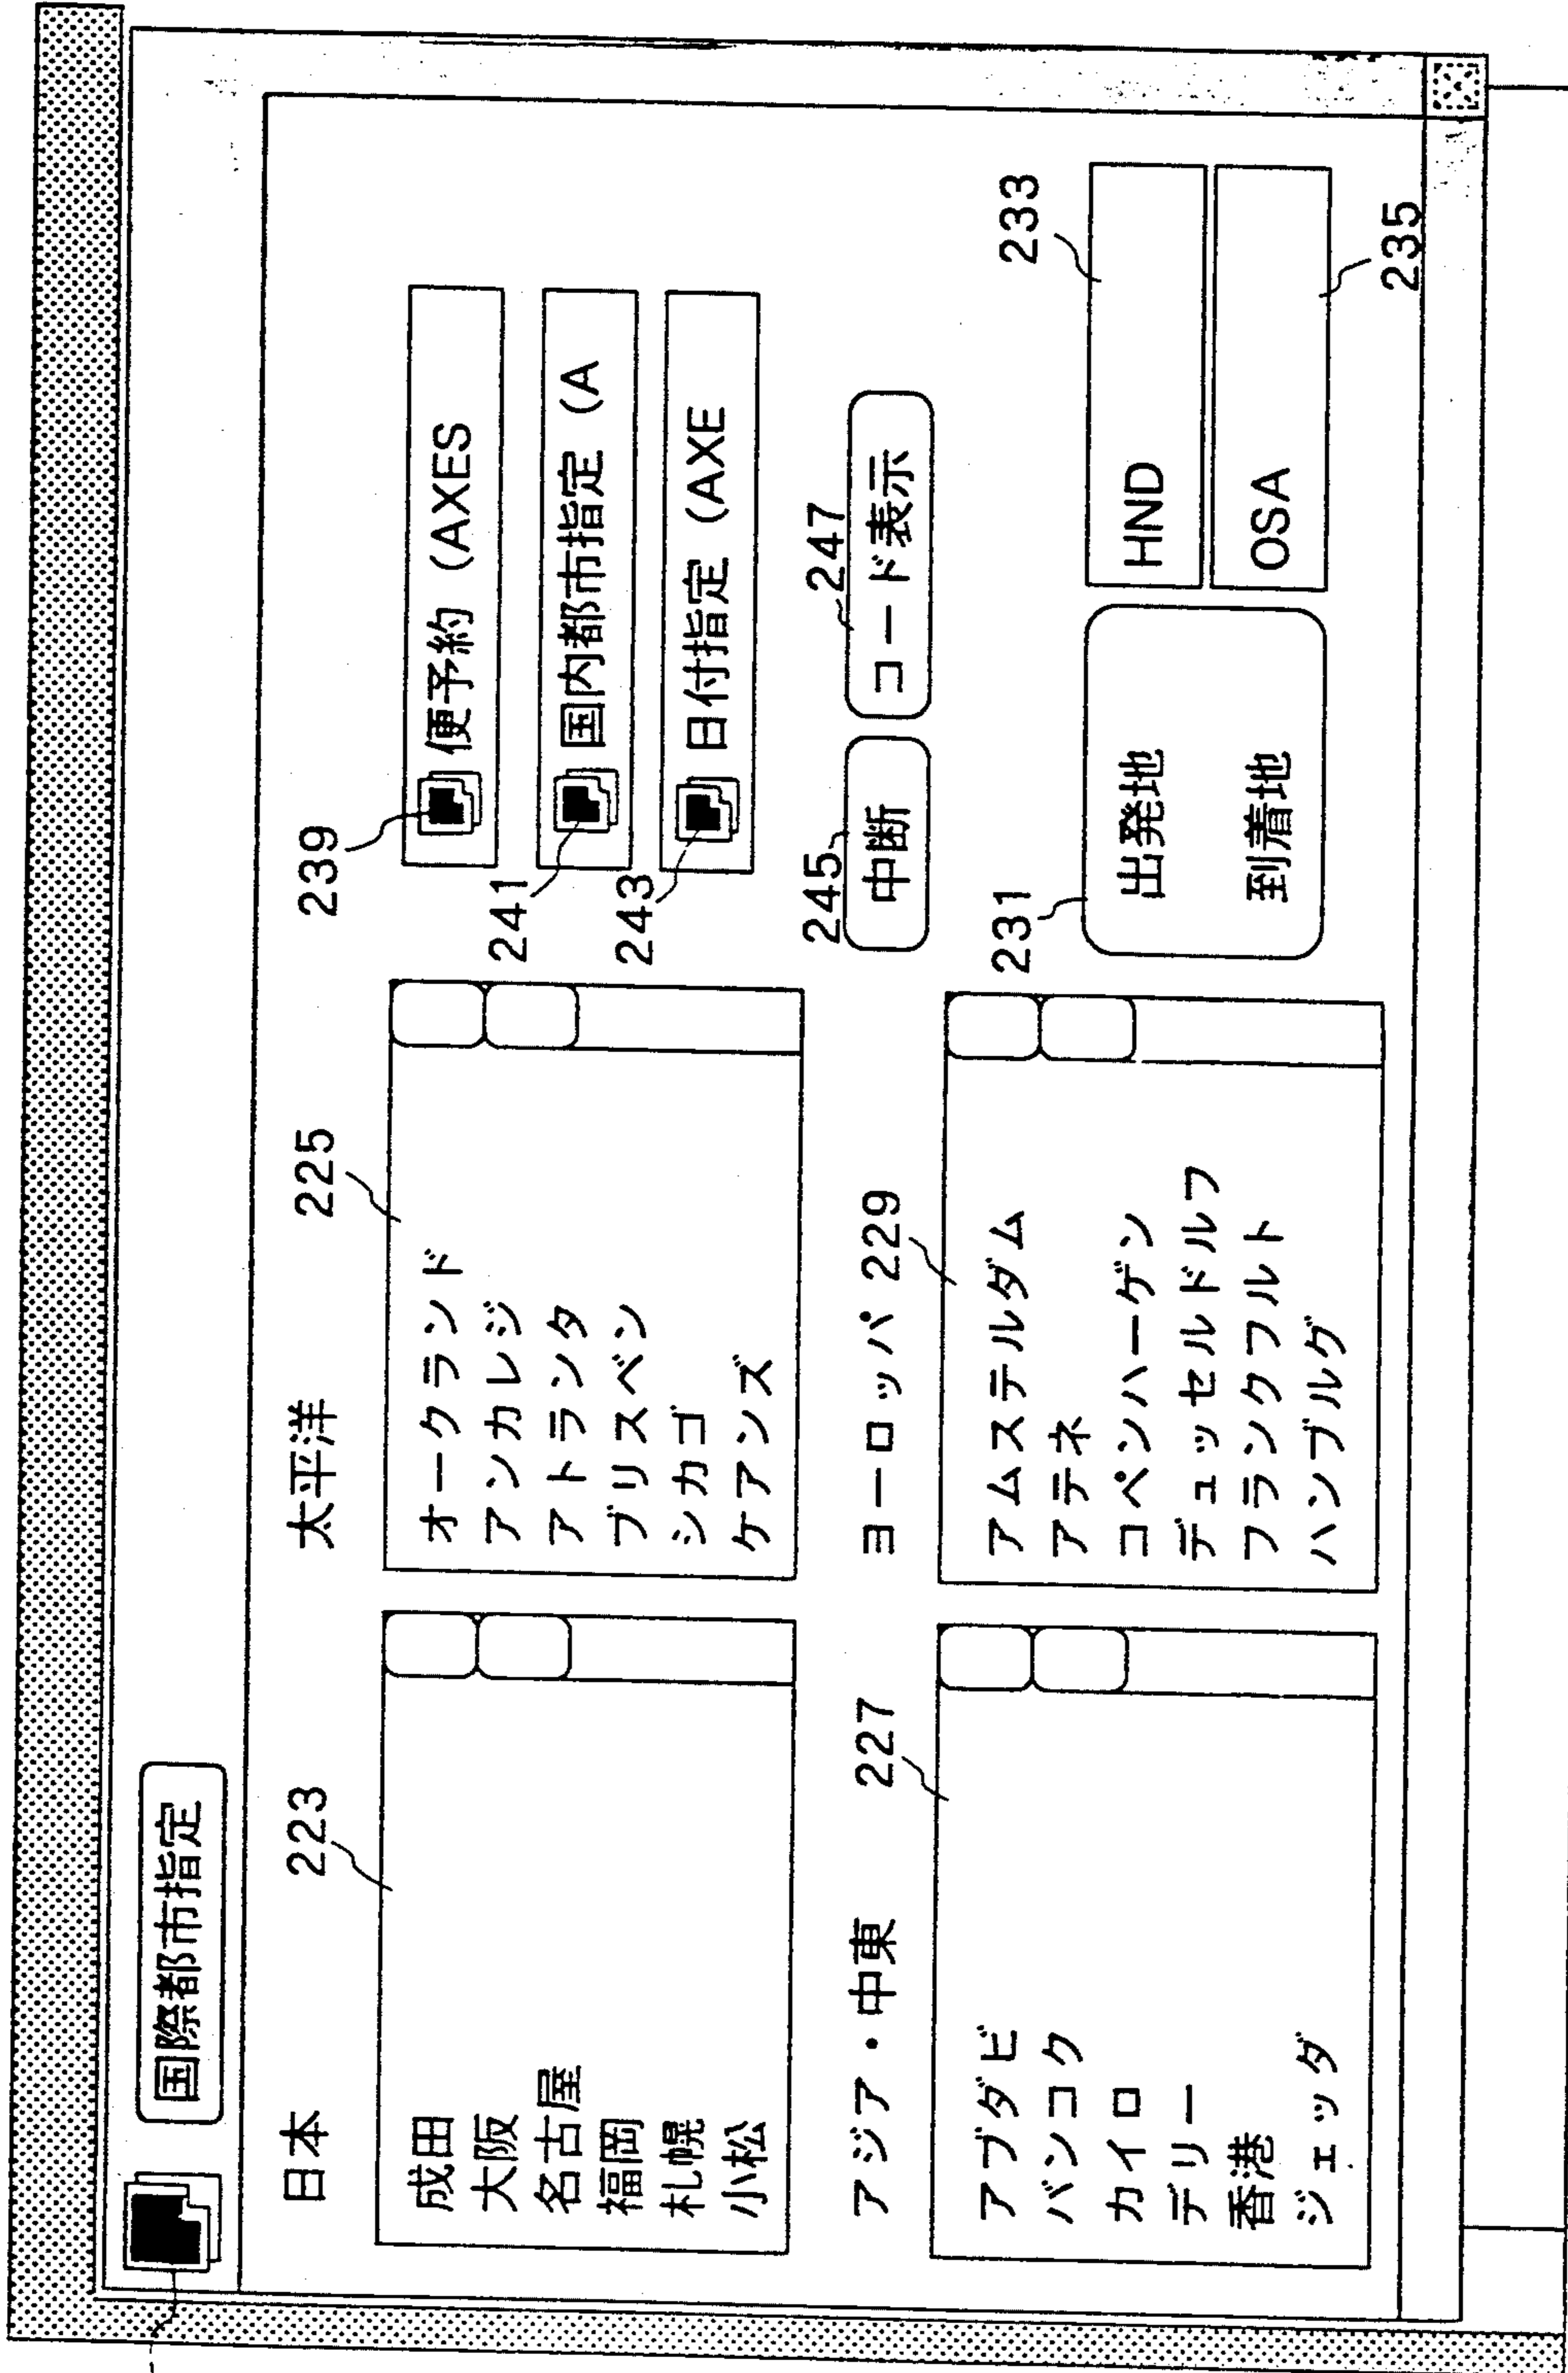 国際都市指定
日本
223
成田
大阪
名古屋
福岡
札幌
小松
太平洋
225
オークランド
アンカレジ
アトランタ
ブリスベン
シカゴ
ケアンズ
239
便予約 (AXES
241
国内都市指定 (A
243
日付指定 (AXE
245
中断
247
コード表示
アジア・中東
227
アブダビ
バンコク
カイロ
デリー
香港
ジェッダ
ヨーロッパ
229
アムステルダム
アテネ
コペンハーゲン
デュッセルドルフ
フランクフルト
ハンブルグ
231
出発地
到着地
233
HND
OSA
235